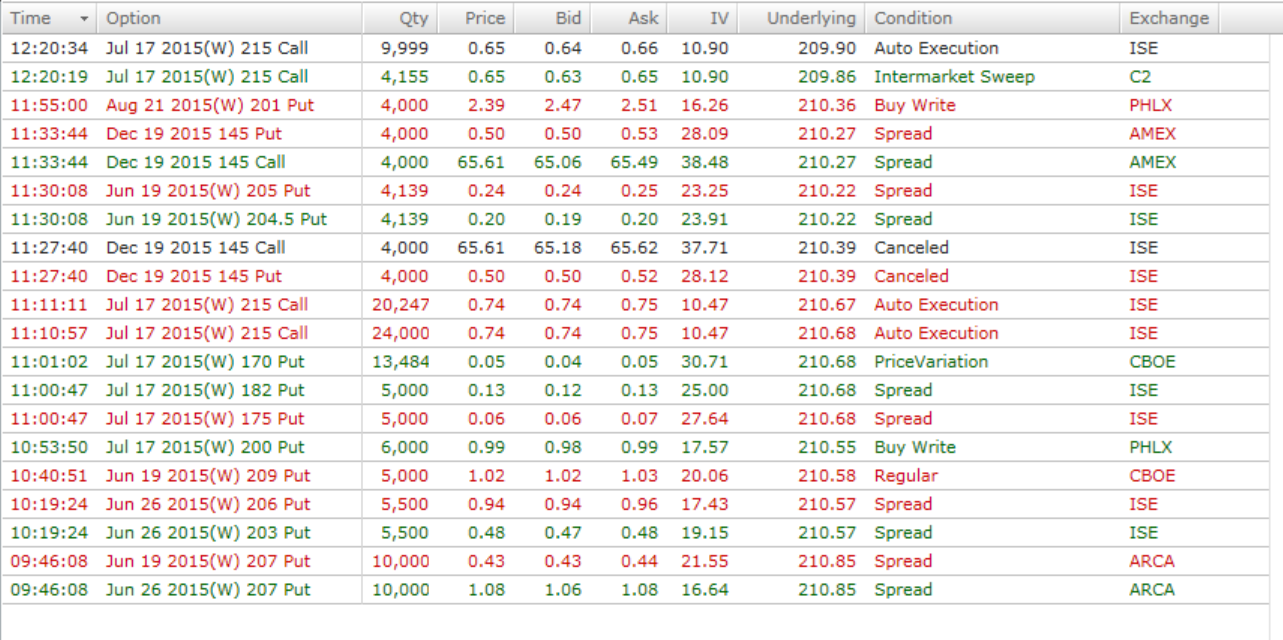 Time Option Qty Price Bid Ask IV Underlying Condition Exchange
12:20:34 Jul 17 2015(W) 215 Call 9,999 0.65 0.64 0.66 10.90 209.90 Auto Execution ISE
12:20:19 Jul 17 2015(W) 215 Call 4,155 0.65 0.63 0.65 10.90 209.86 Intermarket Sweep C2
11:55:00 Aug 21 2015(W) 201 Put 4,000 2.39 2.47 2.51 16.26 210.36 Buy Write PHLX
11:33:44 Dec 19 2015 145 Put 4,000 0.50 0.50 0.53 28.09 210.27 Spread AMEX
11:33:44 Dec 19 2015 145 Call 4,000 65.61 65.06 65.49 38.48 210.27 Spread AMEX
11:30:08 Jun 19 2015(W) 205 Put 4,139 0.24 0.24 0.25 23.25 210.22 Spread ISE
11:30:08 Jun 19 2015(W) 204.5 Put 4,139 0.20 0.19 0.20 23.91 210.22 Spread ISE
11:27:40 Dec 19 2015 145 Call 4,000 65.61 65.18 65.62 37.71 210.39 Canceled ISE
11:27:40 Dec 19 2015 145 Put 4,000 0.50 0.50 0.52 28.12 210.39 Canceled ISE
11:11:11 Jul 17 2015(W) 215 Call 20,247 0.74 0.74 0.75 10.47 210.67 Auto Execution ISE
11:10:57 Jul 17 2015(W) 215 Call 24,000 0.74 0.74 0.75 10.47 210.68 Auto Execution ISE
11:01:02 Jul 17 2015(W) 170 Put 13,484 0.05 0.04 0.05 30.71 210.68 PriceVariation CBOE
11:00:47 Jul 17 2015(W) 182 Put 5,000 0.13 0.12 0.13 25.00 210.68 Spread ISE
11:00:47 Jul 17 2015(W) 175 Put 5,000 0.06 0.06 0.07 27.64 210.68 Spread ISE
10:53:50 Jul 17 2015(W) 200 Put 6,000 0.99 0.98 0.99 17.57 210.55 Buy Write PHLX
10:40:51 Jun 19 2015(W) 209 Put 5,000 1.02 1.02 1.03 20.06 210.58 Regular CBOE
10:19:24 Jun 26 2015(W) 206 Put 5,500 0.94 0.94 0.96 17.43 210.57 Spread ISE
10:19:24 Jun 26 2015(W) 203 Put 5,500 0.48 0.47 0.48 19.15 210.57 Spread ISE
09:46:08 Jun 19 2015(W) 207 Put 10,000 0.43 0.43 0.44 21.55 210.85 Spread ARCA
09:46:08 Jun 26 2015(W) 207 Put 10,000 1.08 1.06 1.08 16.64 210.85 Spread ARCA